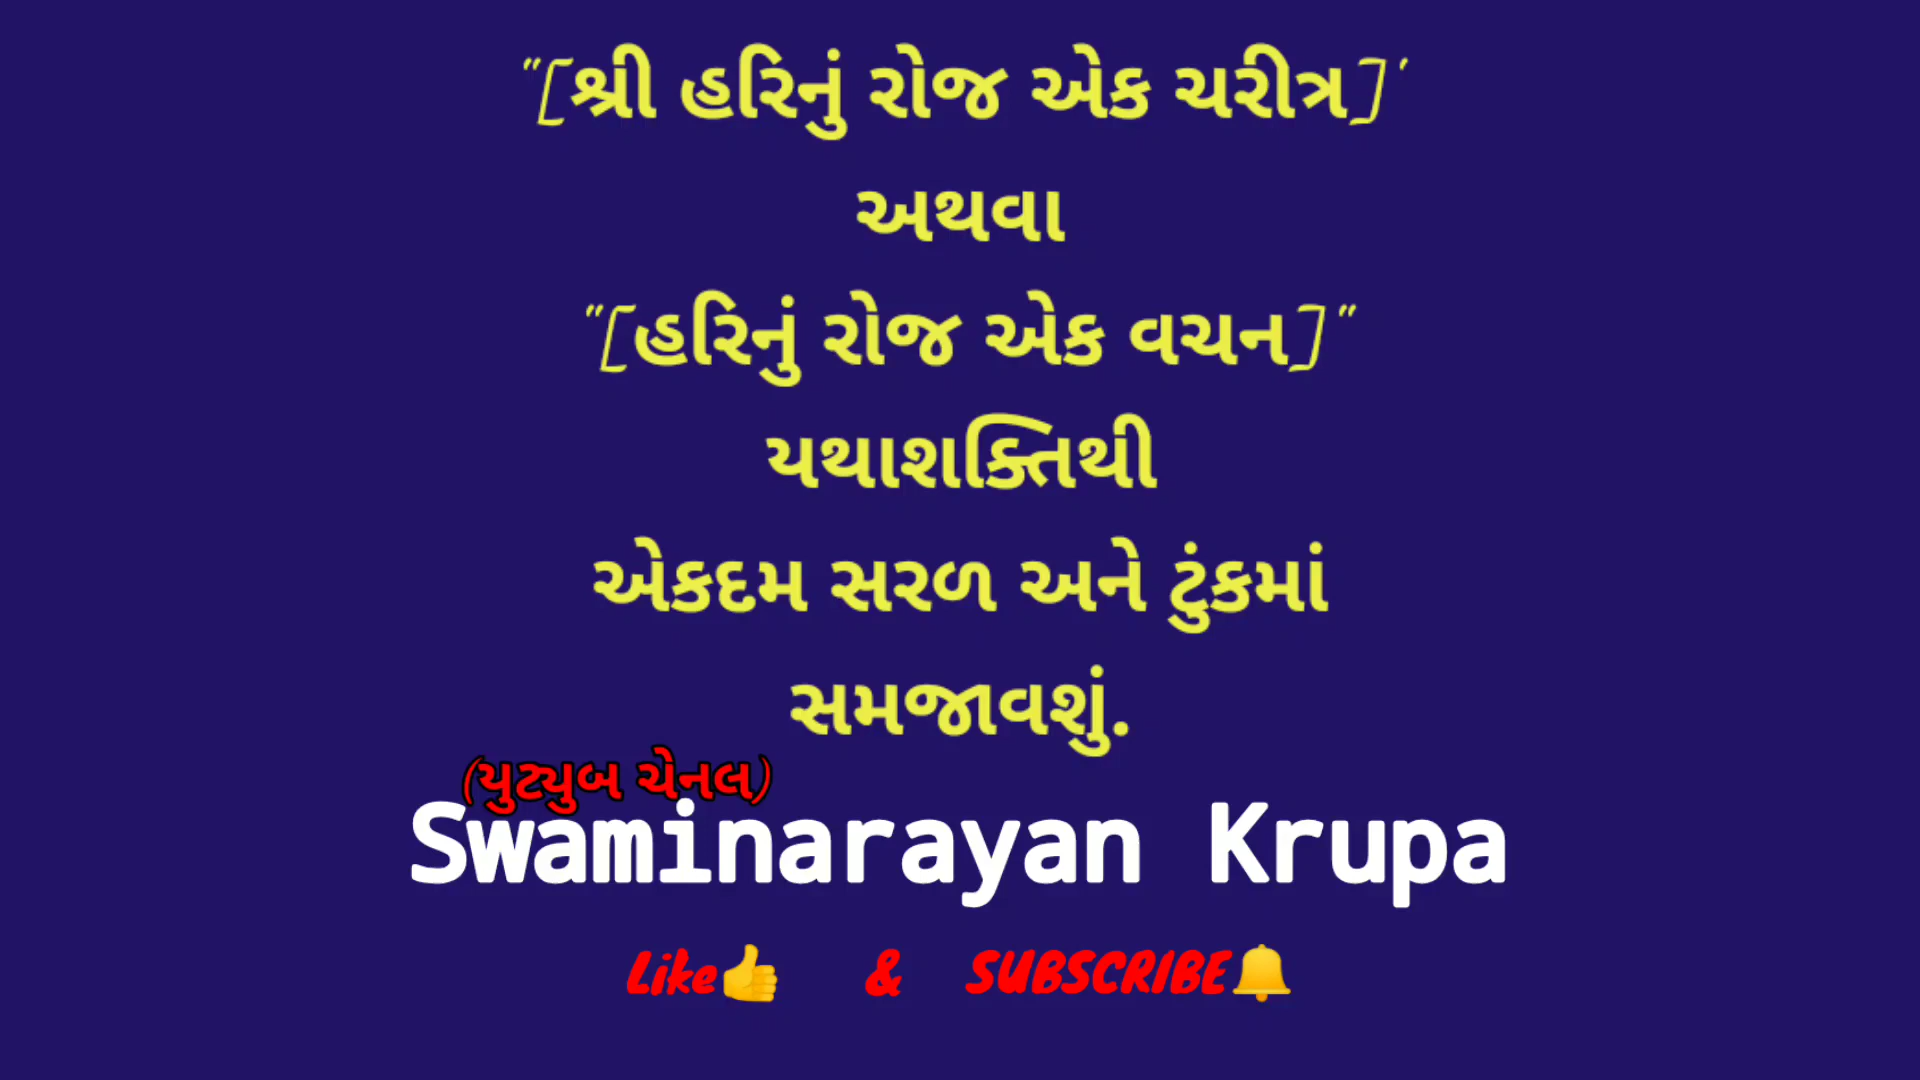 "[શ્રી હરિનું રોજ એક ચરીત્ર]'
અથવા
"[હરિનું રોજ એક વચન]"
યથાશક્તિથી
એકદમ સરળ અને ટુંકમાં
સમજાવશું.
(યુટ્યુબ ચેનલ)
Swaminarayan Krupa
Like👍 & SUBSCRIBE🔔